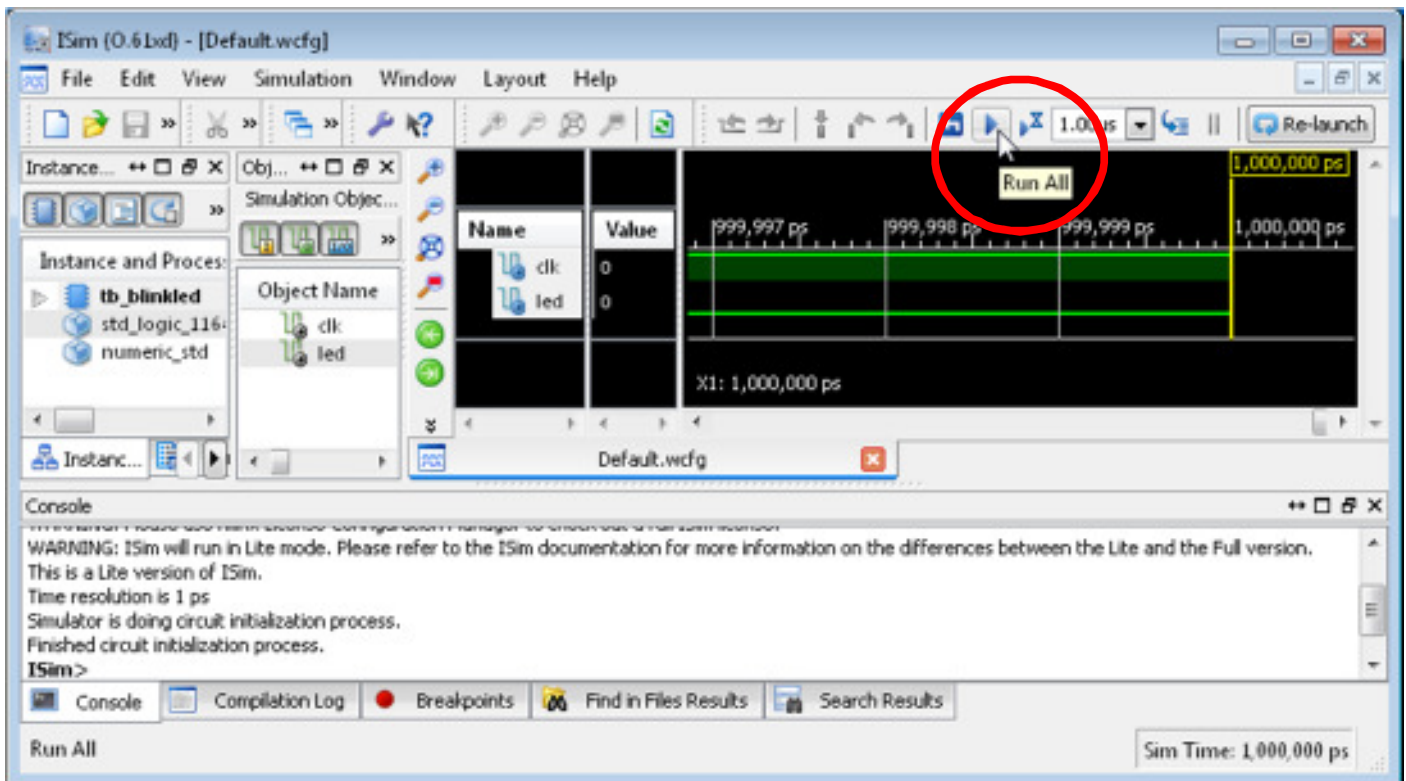 ISim (O.61xd) - [Default.wcfg]
File Edit View Simulation Window Layout Help
1.00us Re-launch
Instance... Obj...
Simulation Objec...
Instance and Proces
tb_blinkled
std_logic_116
numeric_std
Instanc...
Object Name
clk
led
Name Value
clk 0
led 0
Run All
1,000,000 ps
999,997 ps 999,998 ps 999,999 ps 1,000,000 ps
X1: 1,000,000 ps
Default.wcfg
Console
WARNING: ISim will run in Lite mode. Please refer to the ISim documentation for more information on the differences between the Lite and the Full version.
This is a Lite version of ISim.
Time resolution is 1 ps
Simulator is doing circuit initialization process.
Finished circuit initialization process.
ISim>
Console Compilation Log Breakpoints Find in Files Results Search Results
Run All Sim Time: 1,000,000 ps